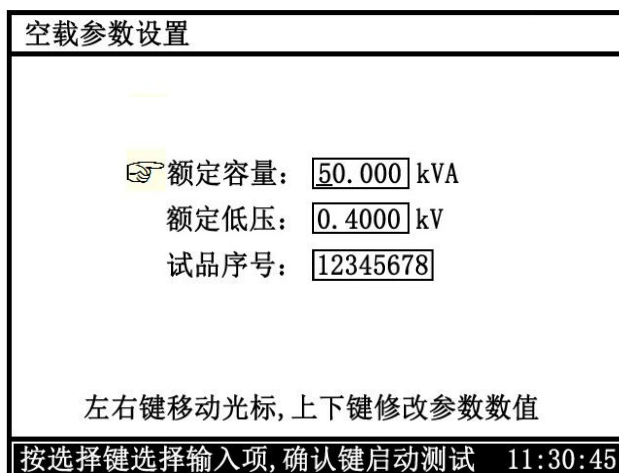 空载参数设置
额定容量: 50.000 kVA
额定低压: 0.4000 kV
试品序号: 12345678
左右键移动光标,上下键修改参数数值
按选择键选择输入项,确认键启动测试 11:30:45